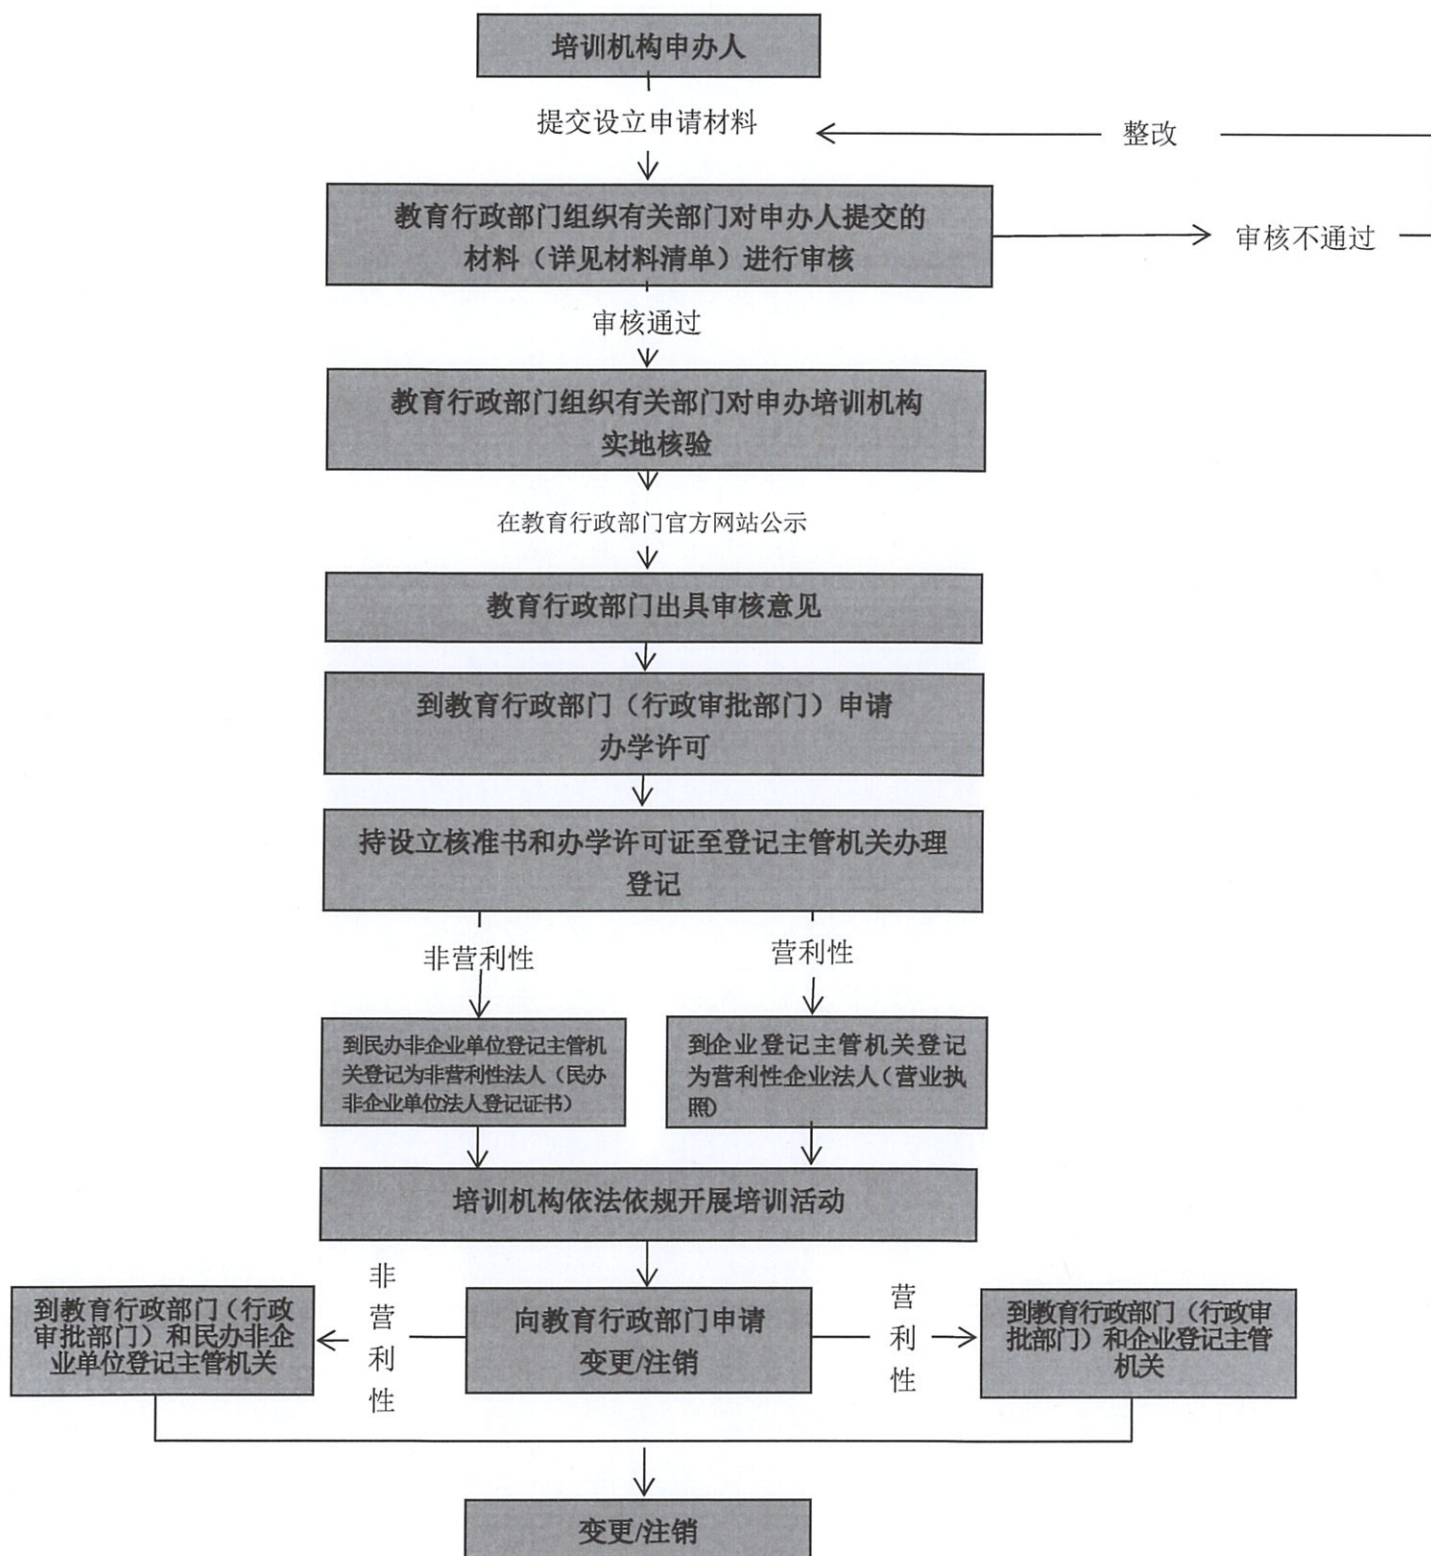 培训机构申办人
提交设立申请材料
整改
教育行政部门组织有关部门对申办人提交的
材料（详见材料清单）进行审核
审核不通过
审核通过
教育行政部门组织有关部门对申办培训机构
实地核验
在教育行政部门官方网站公示
教育行政部门出具审核意见
到教育行政部门（行政审批部门）申请
办学许可
持设立核准书和办学许可证至登记主管机关办理
登记
非营利性
营利性
到民办非企业单位登记主管机
关登记为非营利性法人（民办
非企业单位法人登记证书）
到企业登记主管机关登记
为营利性企业法人（营业执
照）
培训机构依法依规开展培训活动
到教育行政部门（行政
审批部门）和民办非企
业单位登记主管机关
非
营
利
性
向教育行政部门申请
变更/注销
营
利
性
到教育行政部门（行政审
批部门）和企业登记主管
机关
变更/注销